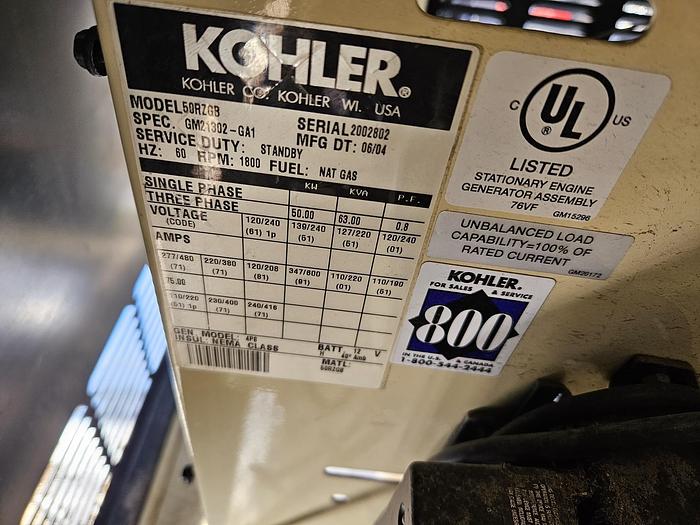 KOHLER®
KOHLER CO. KOHLER WI. USA
MODEL 50RZGB
SPEC. GM21302-GA1 SERIAL 2002802
SERVICE DUTY: STANDBY MFG DT: 06/04
HZ: 60 RPM: 1800 FUEL: NAT GAS
KW KVA P.F.
SINGLE PHASE
THREE PHASE 50.00 63.00 0.8
VOLTAGE 120/240 139/240 127/220 120/240
(CODE) (61) 1p (61) (61) (01)
AMPS
277/480 220/380 120/208 347/600 110/220 110/190
(71) (71) (81) (91) (01) (61)
75.00
110/220 230/400 240/416
(61) 1p (71) (71)
GEN MODEL: 4P8 BATT. 12 V
INSUL. NEMA CLASS H
MATL:
50RZGB
C UL® US
LISTED
STATIONARY ENGINE
GENERATOR ASSEMBLY
76VF
GM15296
UNBALANCED LOAD
CAPABILITY=100% OF
RATED CURRENT
GM20172
KOHLER®
FOR SALES & SERVICE
800
IN THE U.S. & CANADA
1-800-544-2444